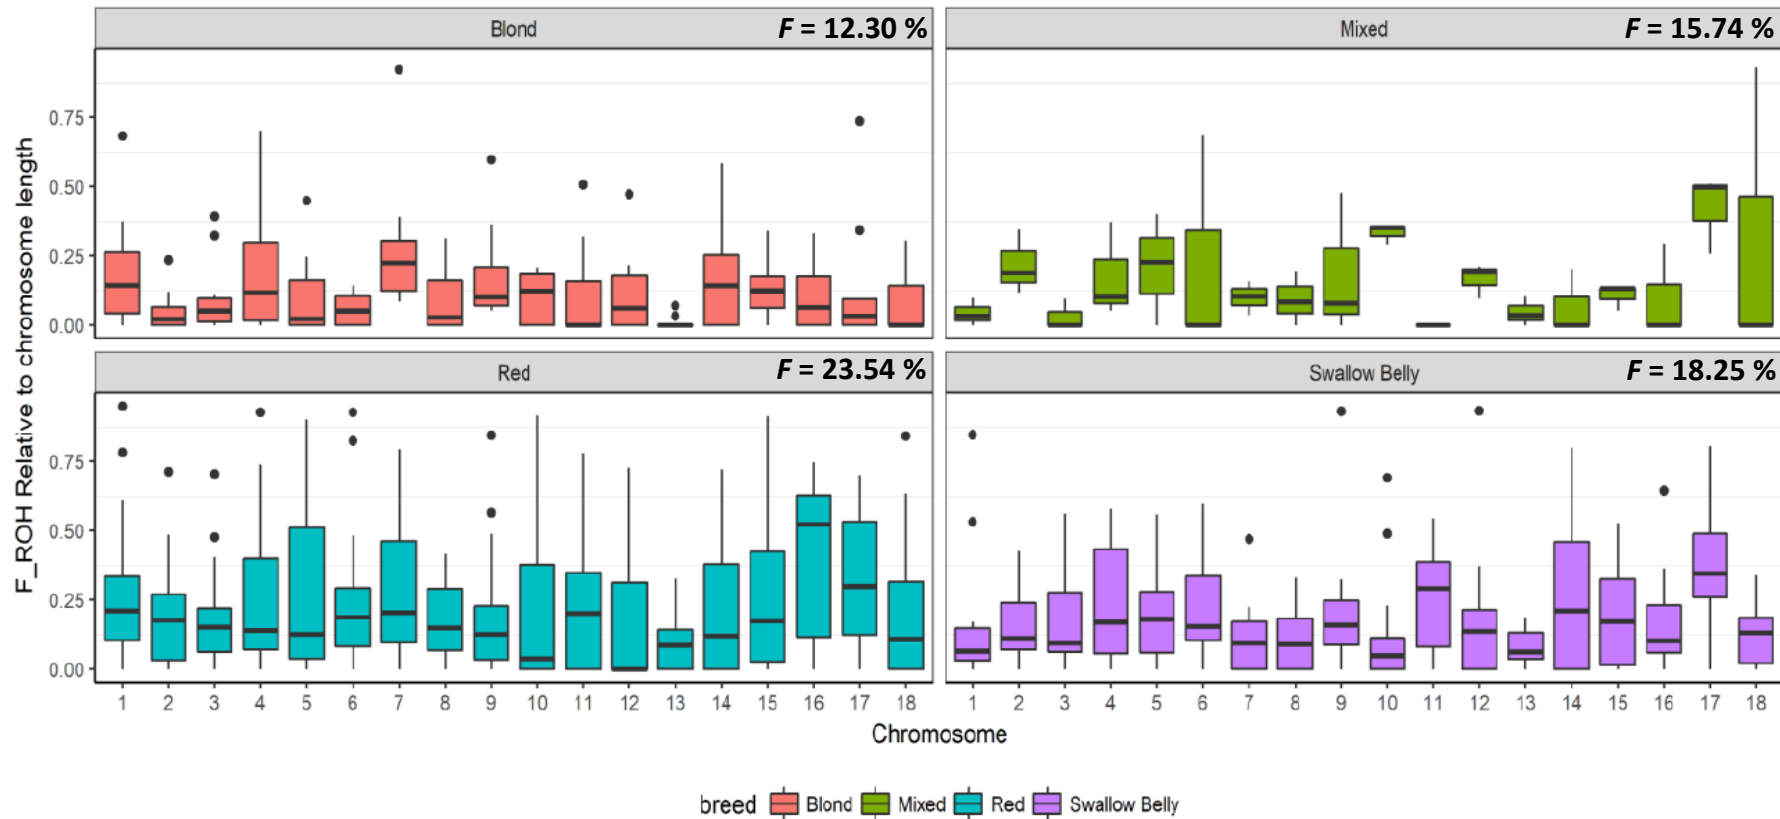 Blond F = 12.30 %
Mixed F = 15.74 %
0.75
0.50
0.25
0.00
Red F = 23.54 %
Swallow Belly F = 18.25 %
0.75
0.50
0.25
0.00
F_ROH Relative to chromosome length
1 2 3 4 5 6 7 8 9 10 11 12 13 14 15 16 17 18
1 2 3 4 5 6 7 8 9 10 11 12 13 14 15 16 17 18
Chromosome
breed Blond Mixed Red Swallow Belly